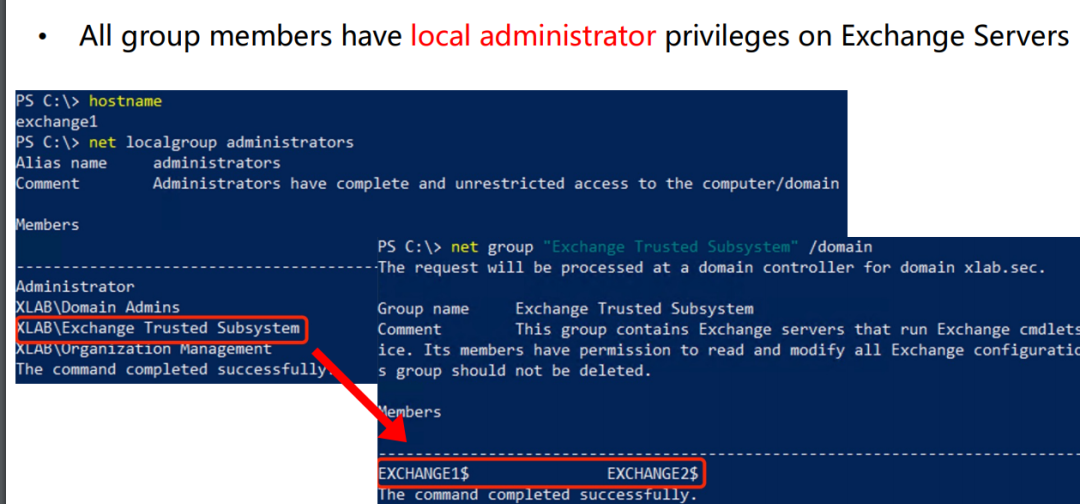 • All group members have local administrator privileges on Exchange Servers
PS C:\> hostname
exchange1
PS C:\> net localgroup administrators
Alias name     administrators
Comment        Administrators have complete and unrestricted access to the computer/domain
Members
Administrator
XLAB\Domain Admins
XLAB\Exchange Trusted Subsystem
XLAB\Organization Management
The command completed successfully.
PS C:\> net group "Exchange Trusted Subsystem" /domain
The request will be processed at a domain controller for domain xlab.sec.
Group name     Exchange Trusted Subsystem
Comment        This group contains Exchange servers that run Exchange cmdlets
ice. Its members have permission to read and modify all Exchange configuratio
s group should not be deleted.
Members
EXCHANGE1$               EXCHANGE2$
The command completed successfully.